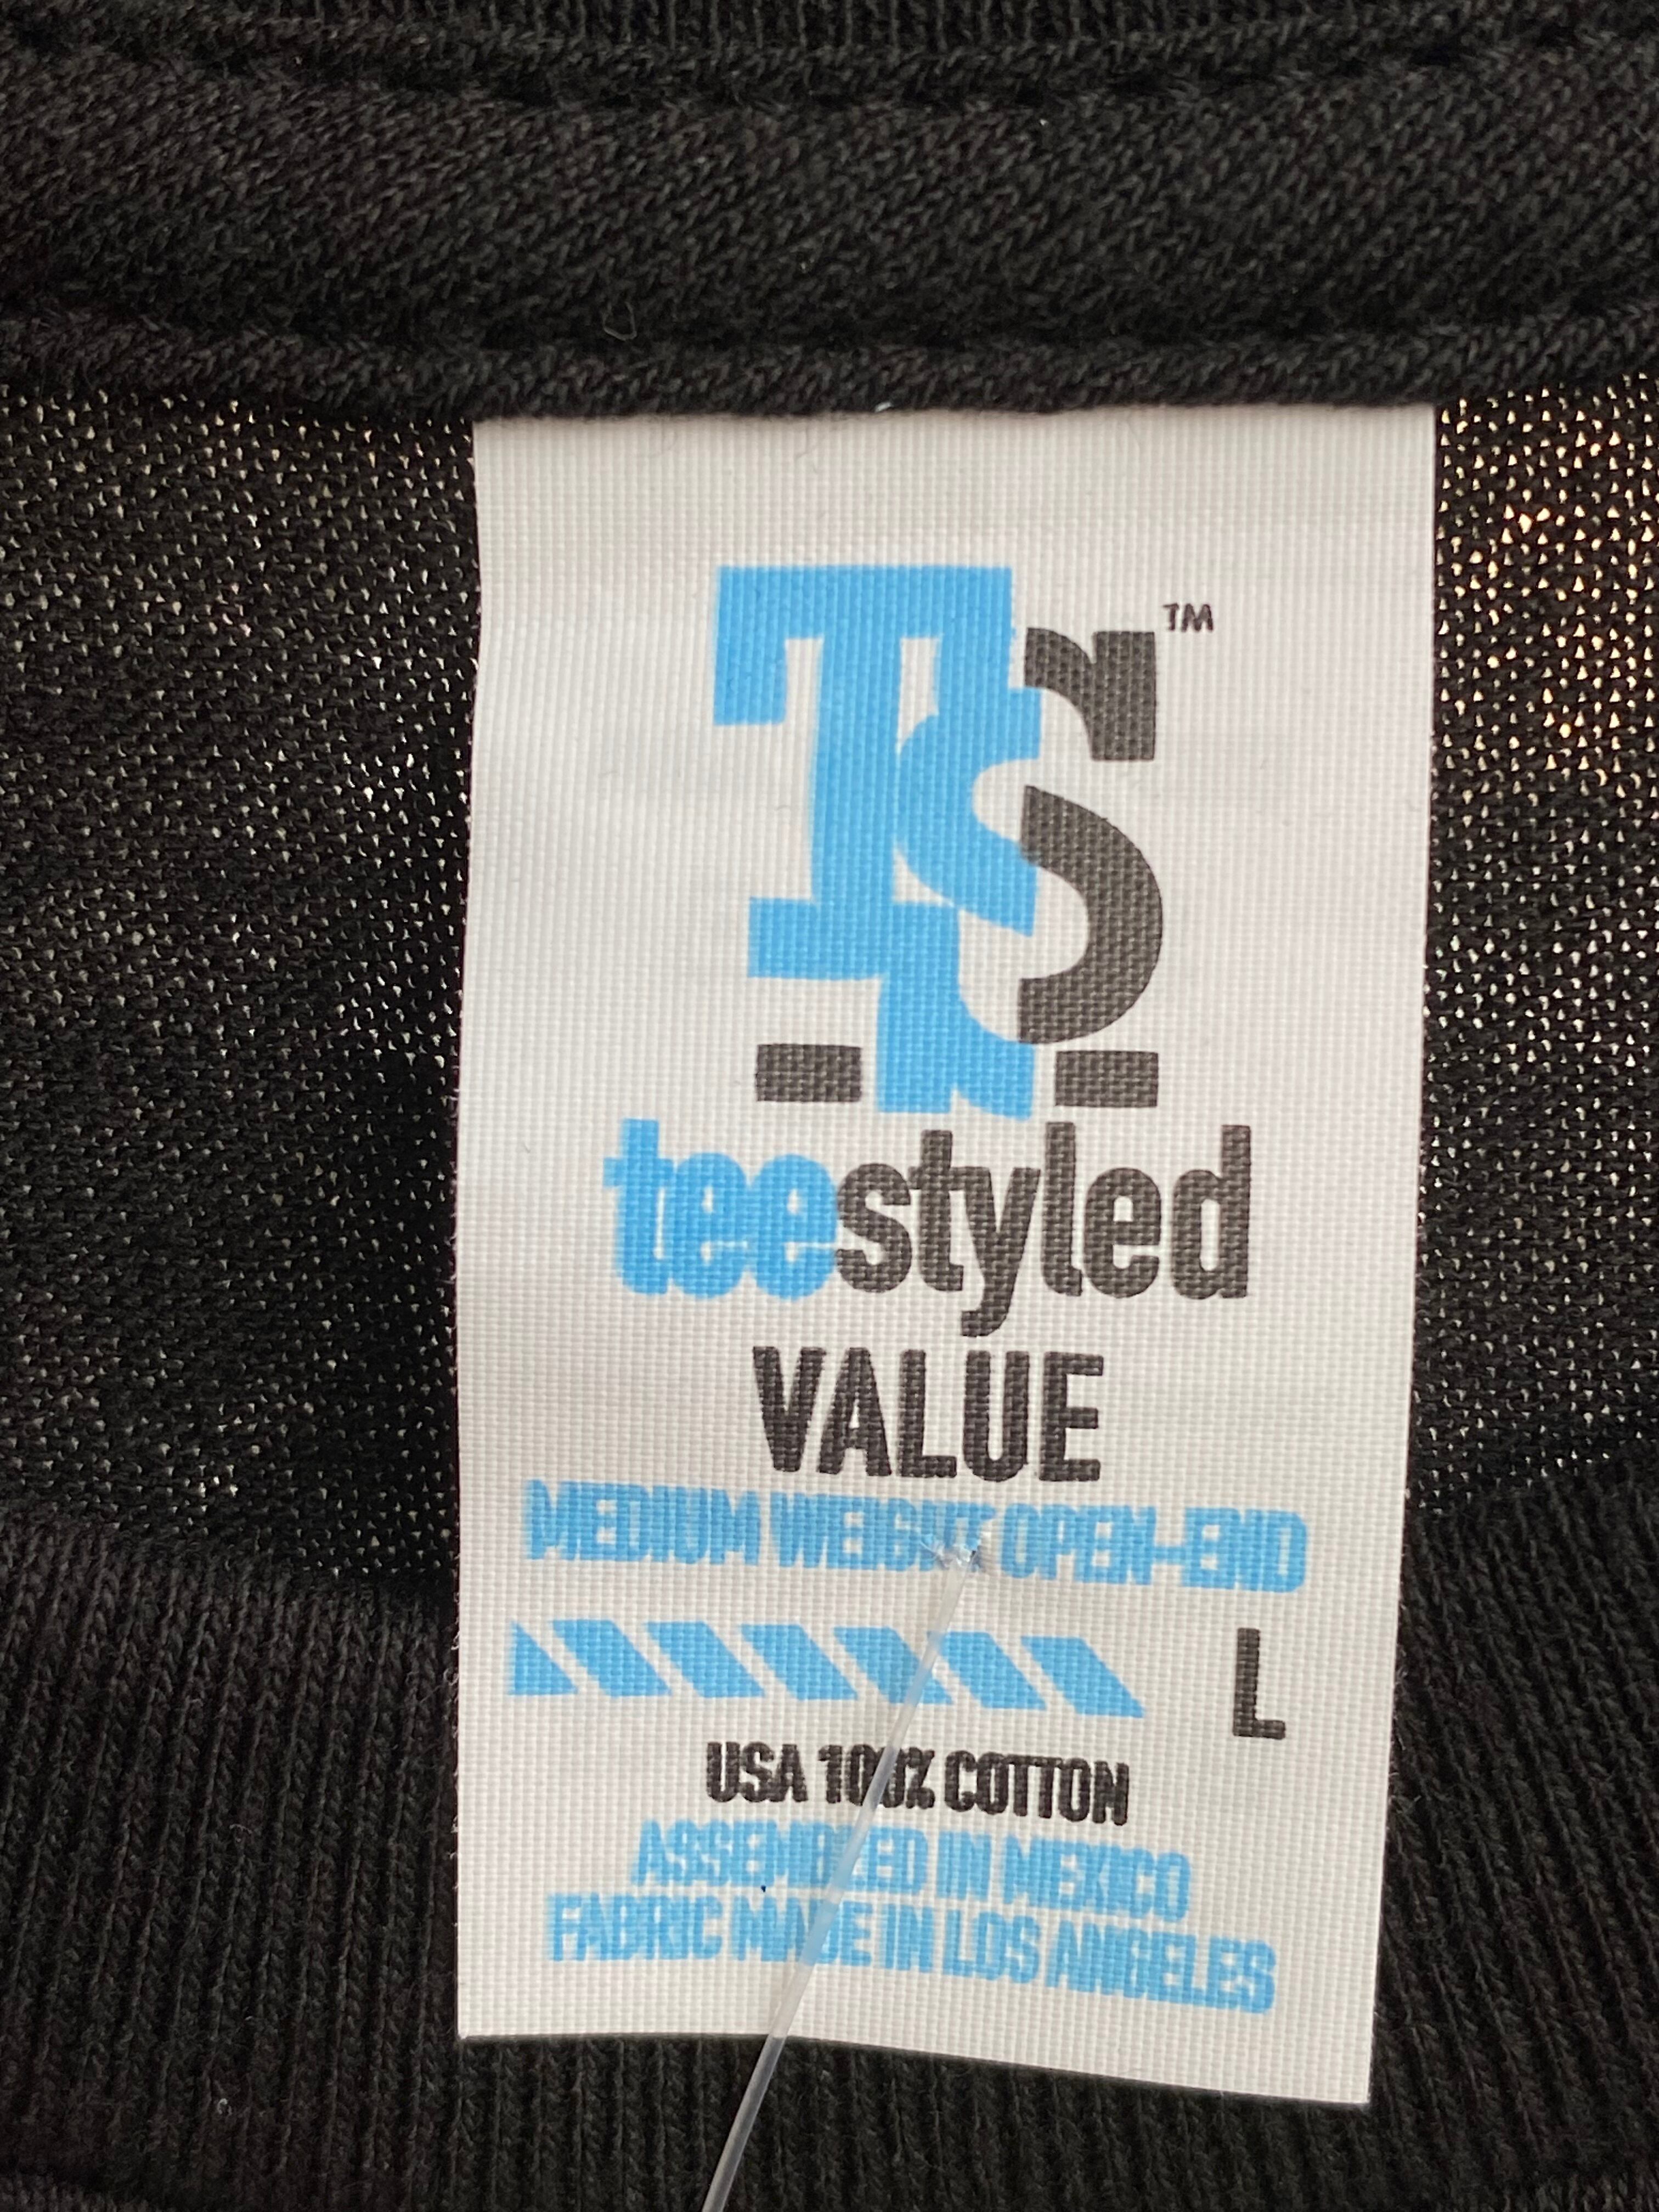 TS™
teestyled
VALUE
MEDIUM WEIGHT OPEN-END
L
USA 100% COTTON
ASSEMBLED IN MEXICO
FABRIC MADE IN LOS ANGELES